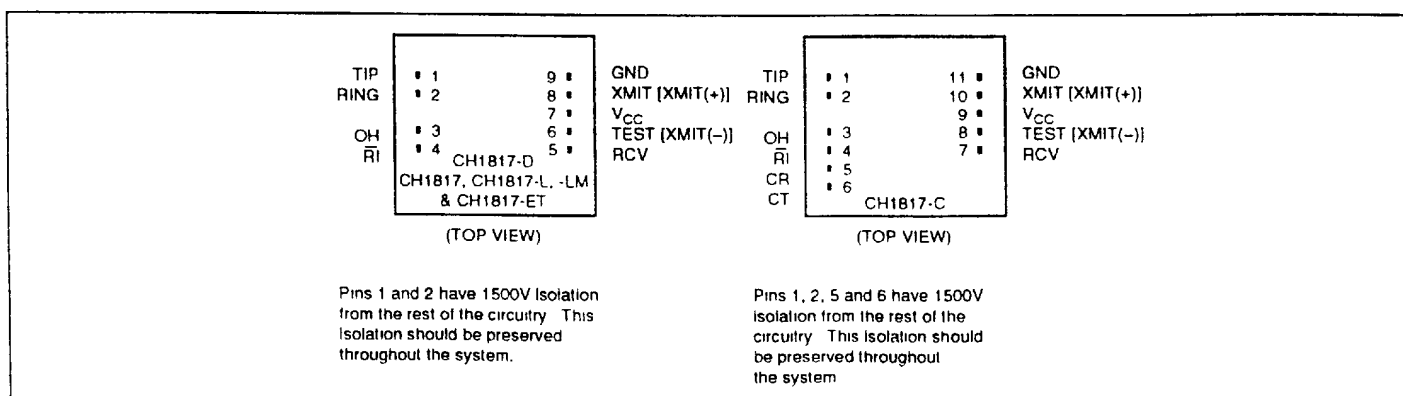 TIP 1 9 GND
RING 2 8 XMIT [XMIT(+)]
7 VCC
OH 3 6 TEST [XMIT(–)]
RI 4 5 RCV
CH1817-D
CH1817, CH1817-L, -LM
& CH1817-ET
(TOP VIEW)
Pins 1 and 2 have 1500V Isolation
from the rest of the circuitry This
Isolation should be preserved
throughout the system.
TIP 1 11 GND
RING 2 10 XMIT [XMIT(+)]
9 VCC
OH 3 8 TEST [XMIT(–)]
RI 4 7 RCV
CR 5
CT 6
CH1817-C
(TOP VIEW)
Pins 1, 2, 5 and 6 have 1500V
isolation from the rest of the
circuitry This isolation should
be preserved throughout
the system